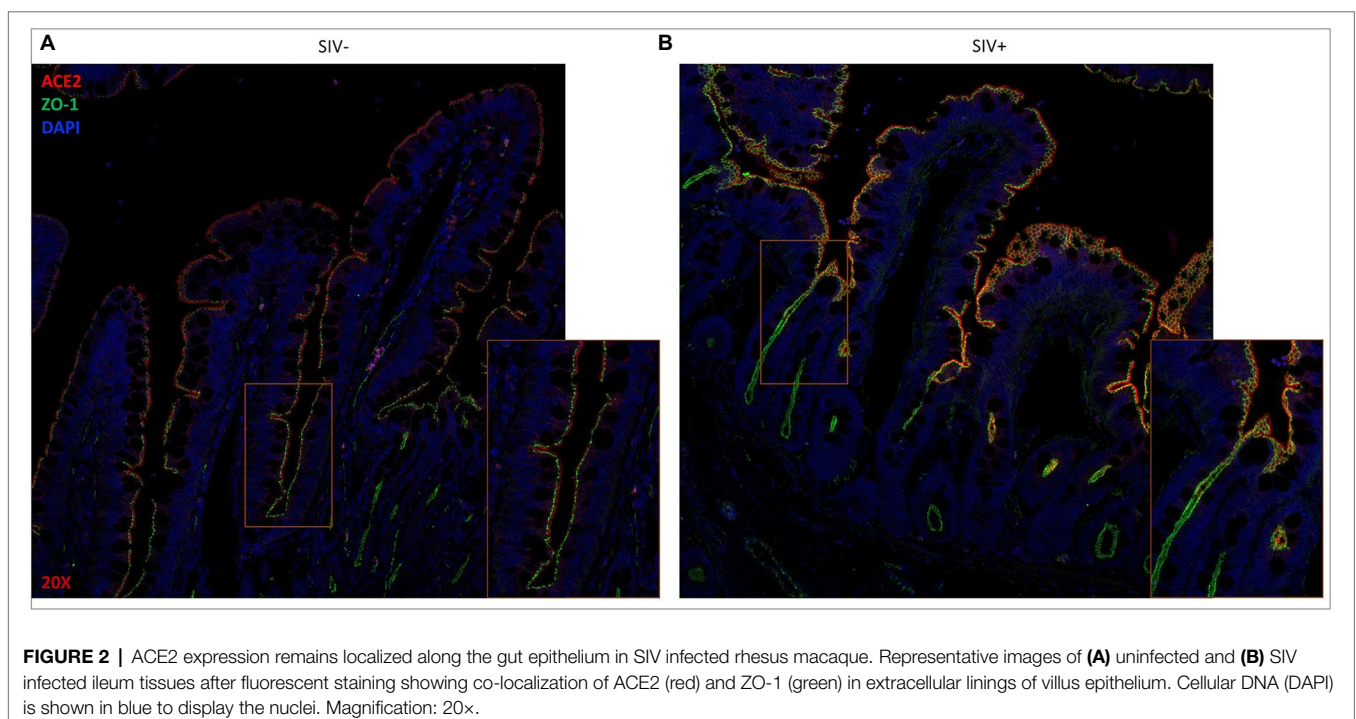 A
SIV-
B
SIV+
ACE2
ZO-1
DAPI
20X
FIGURE 2 | ACE2 expression remains localized along the gut epithelium in SIV infected rhesus macaque. Representative images of (A) uninfected and (B) SIV
infected ileum tissues after fluorescent staining showing co-localization of ACE2 (red) and ZO-1 (green) in extracellular linings of villus epithelium. Cellular DNA (DAPI)
is shown in blue to display the nuclei. Magnification: 20×.